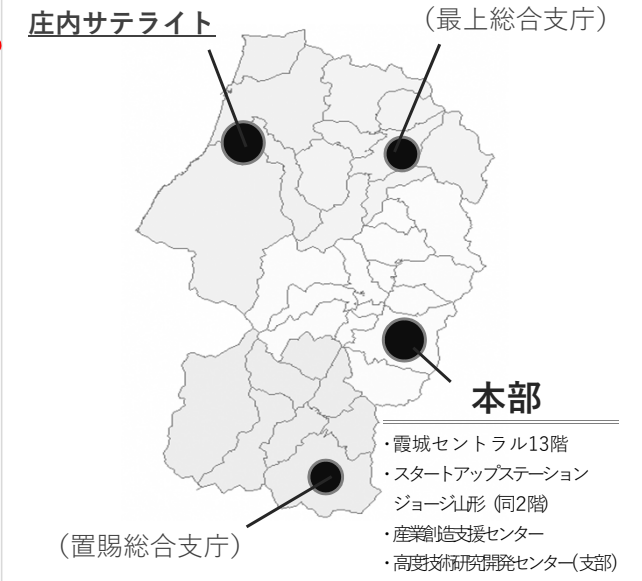 庄内サテライト
（最上総合支庁）
本部
・霞城セントラル13階
・スタートアップステーション
ジョージ山形 (同2階)
・産業創造支援センター
・高度技術研究開発センター(支部)
（置賜総合支庁）